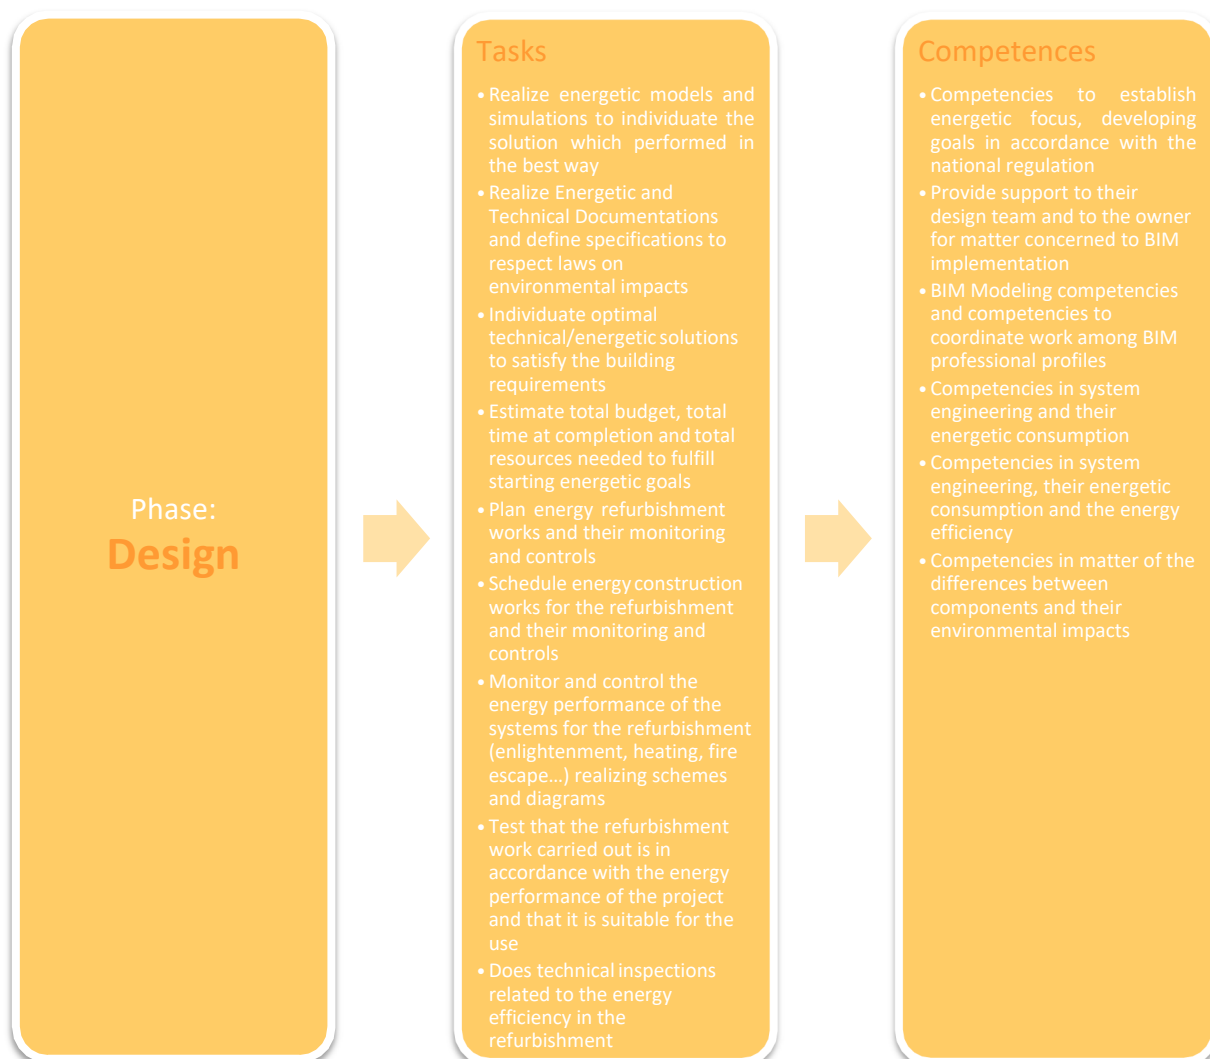 Phase:
Design
Tasks
• Realize energetic models and
simulations to individuate the
solution which performed in
the best way
• Realize Energetic and
Technical Documentations
and define specifications to
respect laws on
environmental impacts
• Individuate optimal
technical/energetic solutions
to satisfy the building
requirements
• Estimate total budget, total
time at completion and total
resources needed to fulfill
starting energetic goals
• Plan energy refurbishment
works and their monitoring
and controls
• Schedule energy construction
works for the refurbishment
and their monitoring and
controls
• Monitor and control the
energy performance of the
systems for the refurbishment
(enlightenment, heating, fire
escape…) realizing schemes
and diagrams
• Test that the refurbishment
work carried out is in
accordance with the energy
performance of the project
and that it is suitable for the
use
• Does technical inspections
related to the energy
efficiency in the
refurbishment
Competences
• Competencies to establish
energetic focus, developing
goals in accordance with the
national regulation
• Provide support to their
design team and to the owner
for matter concerned to BIM
implementation
• BIM Modeling competencies
and competencies to
coordinate work among BIM
professional profiles
• Competencies in system
engineering and their
energetic consumption
• Competencies in system
engineering, their energetic
consumption and the energy
efficiency
• Competencies in matter of the
differences between
components and their
environmental impacts